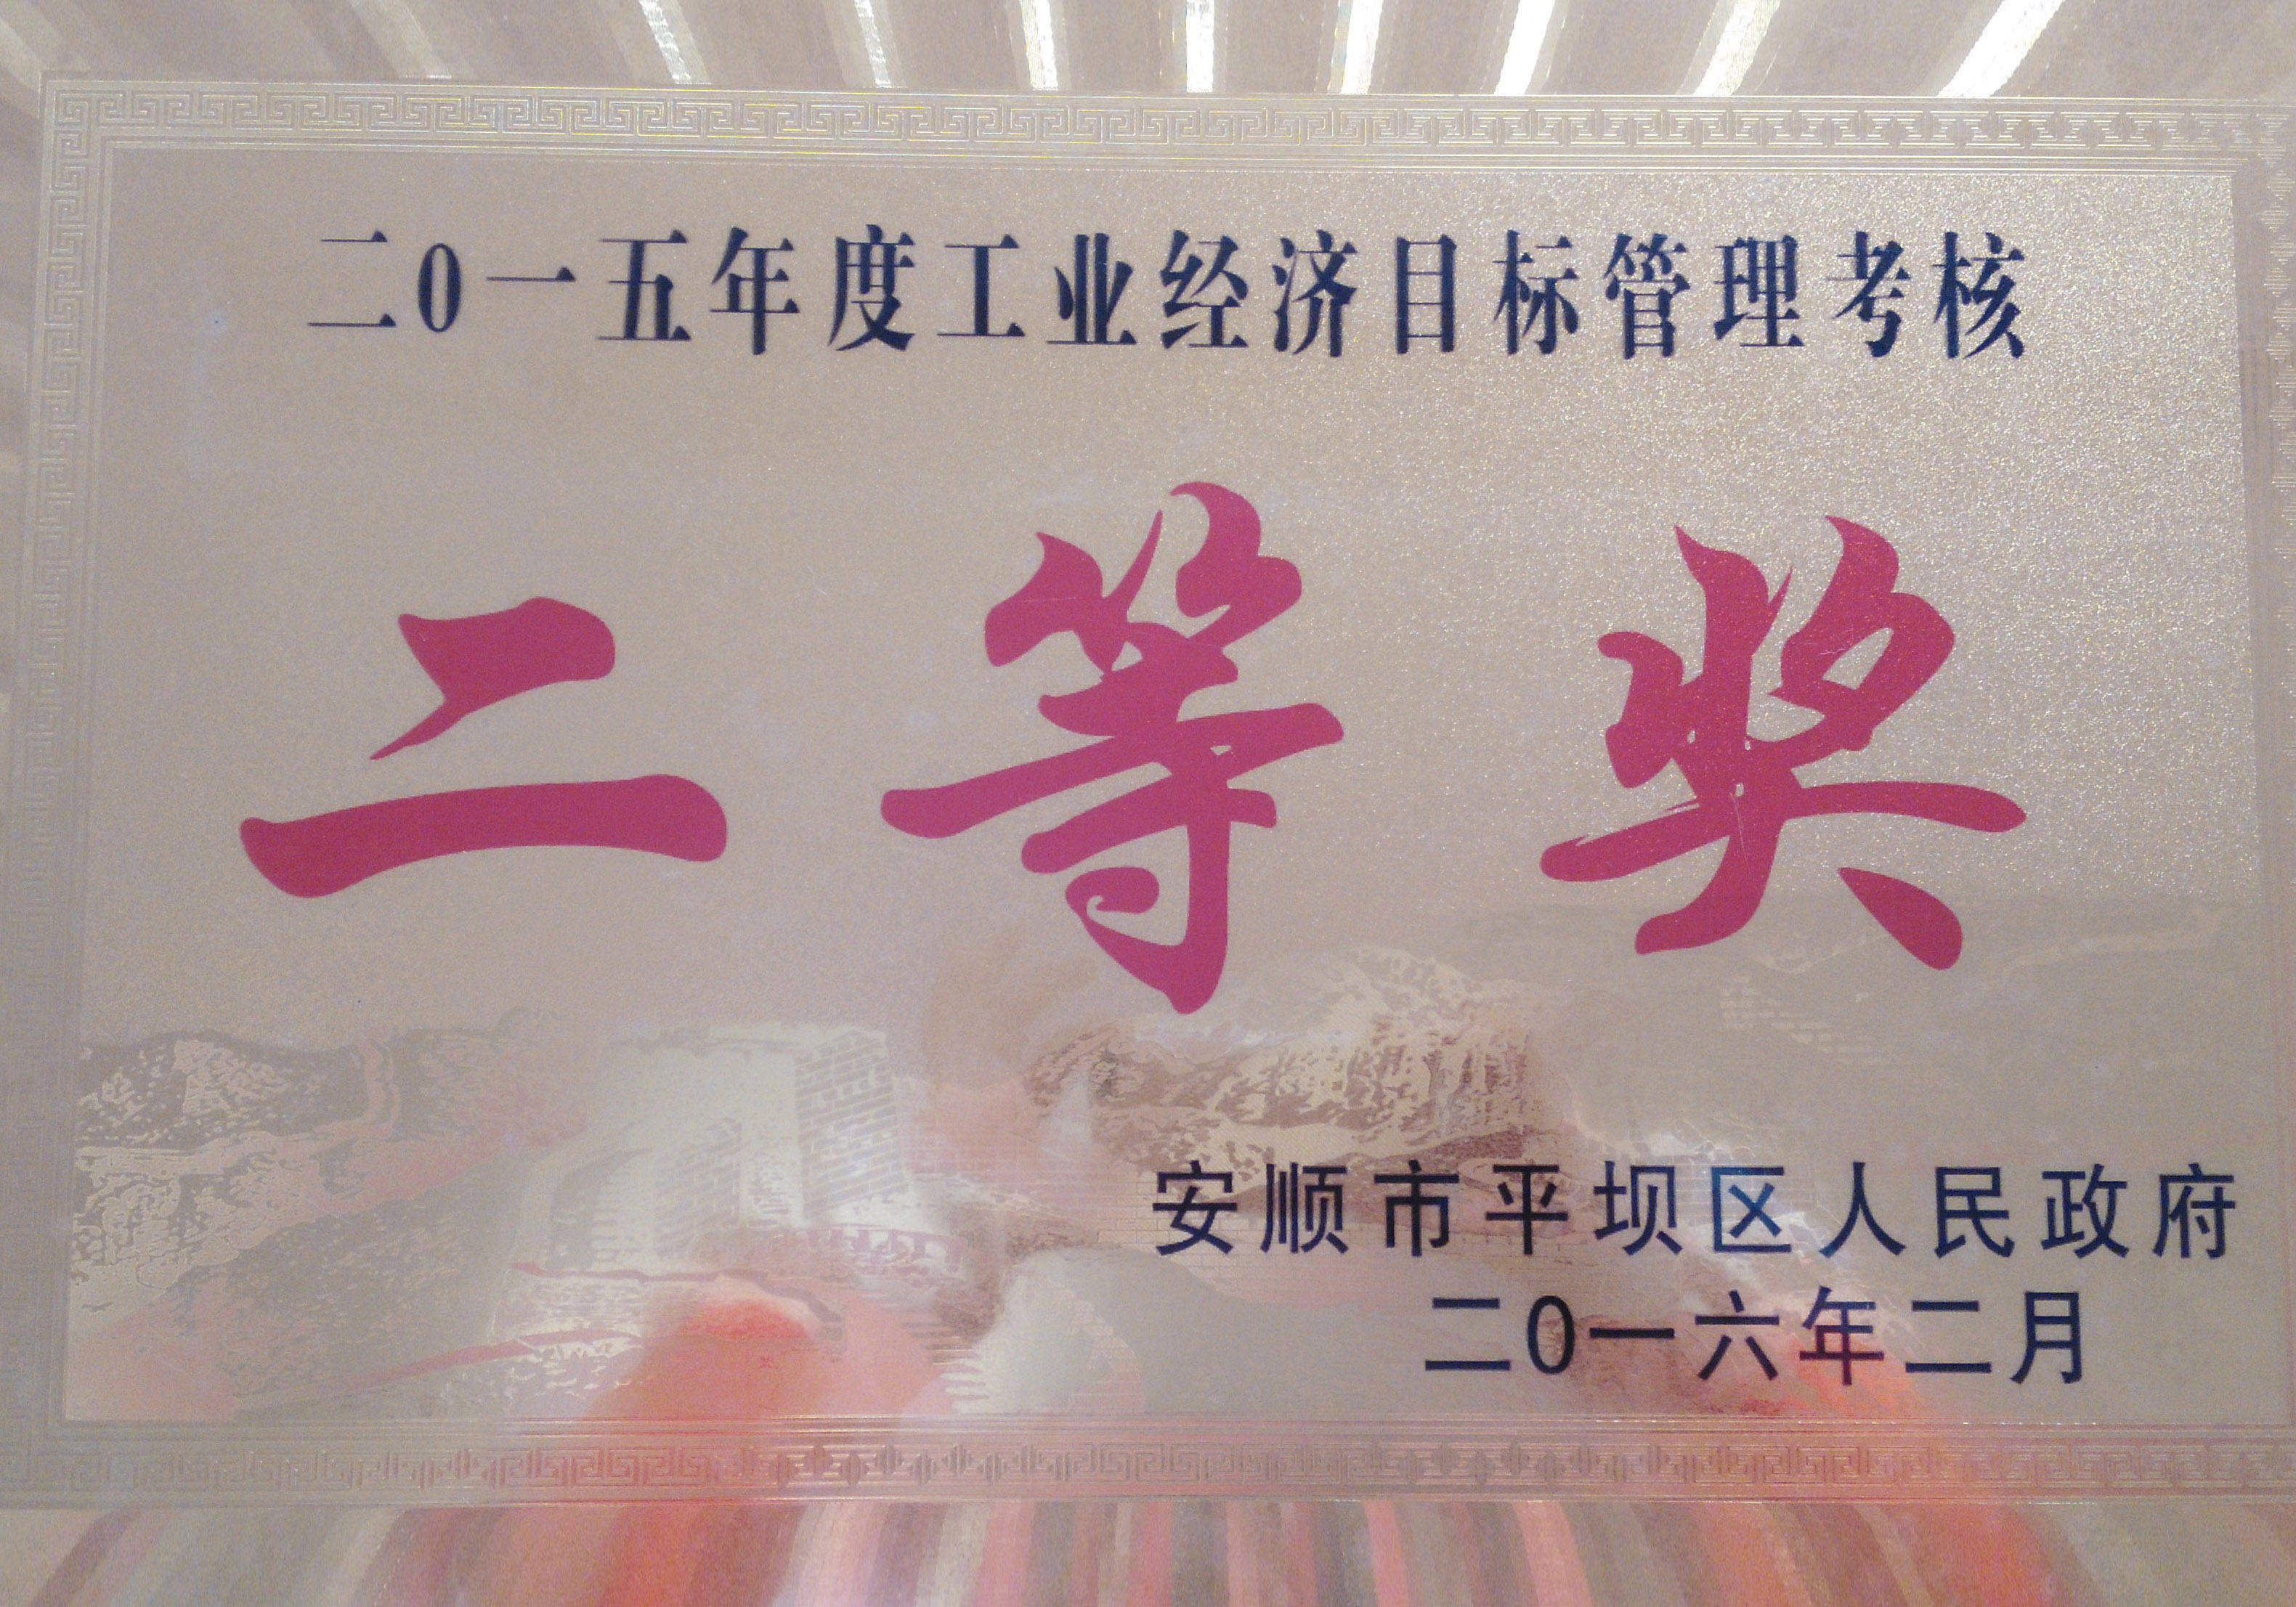 二0一五年度工业经济目标管理考核
二等奖
安顺市平坝区人民政府
二0一六年二月